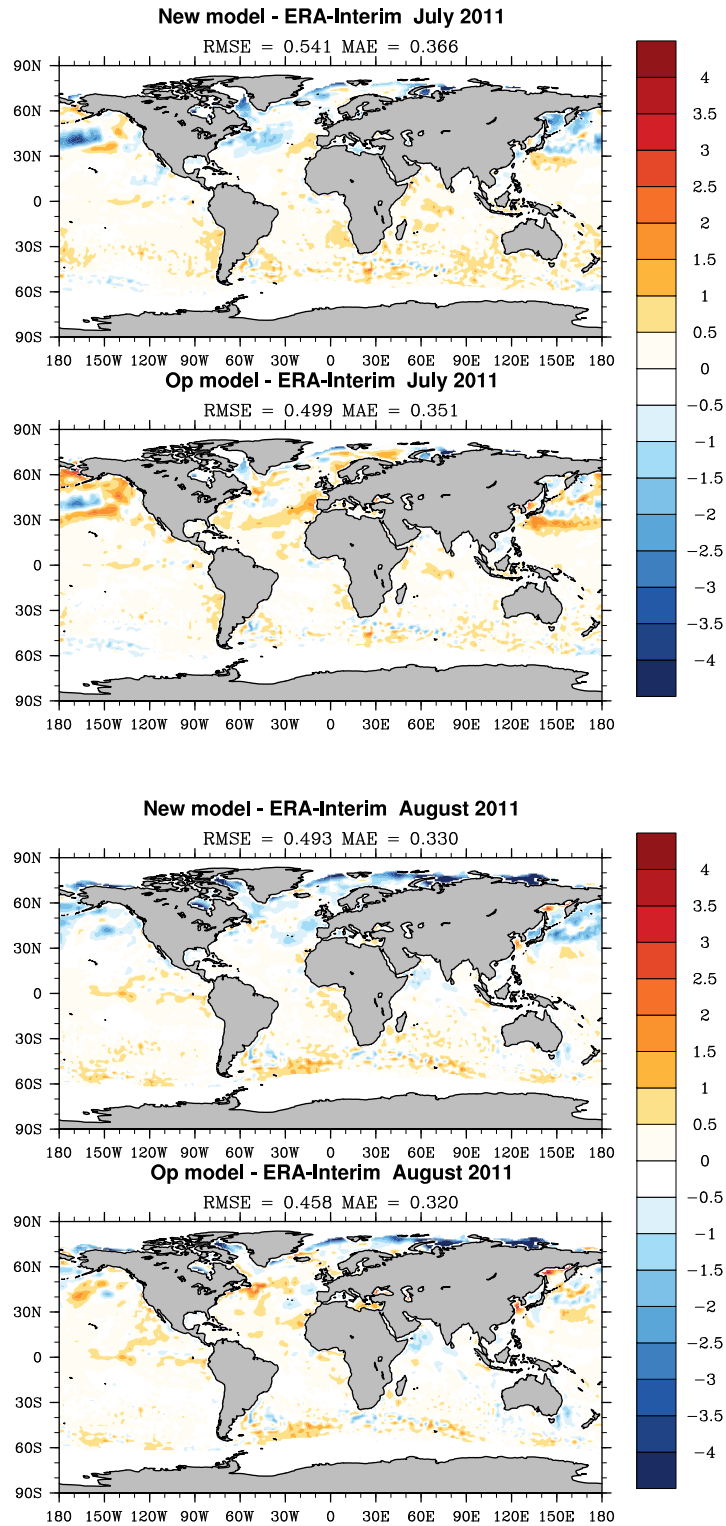 New model - ERA-Interim July 2011
RMSE = 0.541 MAE = 0.366
90N
60N
30N
0
30S
60S
90S
180 150W 120W 90W 60W 30W 0 30E 60E 90E 120E 150E 180
Op model - ERA-Interim July 2011
RMSE = 0.499 MAE = 0.351
90N
60N
30N
0
30S
60S
90S
180 150W 120W 90W 60W 30W 0 30E 60E 90E 120E 150E 180
4
3.5
3
2.5
2
1.5
1
0.5
0
−0.5
−1
−1.5
−2
−2.5
−3
−3.5
−4
New model - ERA-Interim August 2011
RMSE = 0.493 MAE = 0.330
90N
60N
30N
0
30S
60S
90S
180 150W 120W 90W 60W 30W 0 30E 60E 90E 120E 150E 180
Op model - ERA-Interim August 2011
RMSE = 0.458 MAE = 0.320
90N
60N
30N
0
30S
60S
90S
180 150W 120W 90W 60W 30W 0 30E 60E 90E 120E 150E 180
4
3.5
3
2.5
2
1.5
1
0.5
0
−0.5
−1
−1.5
−2
−2.5
−3
−3.5
−4